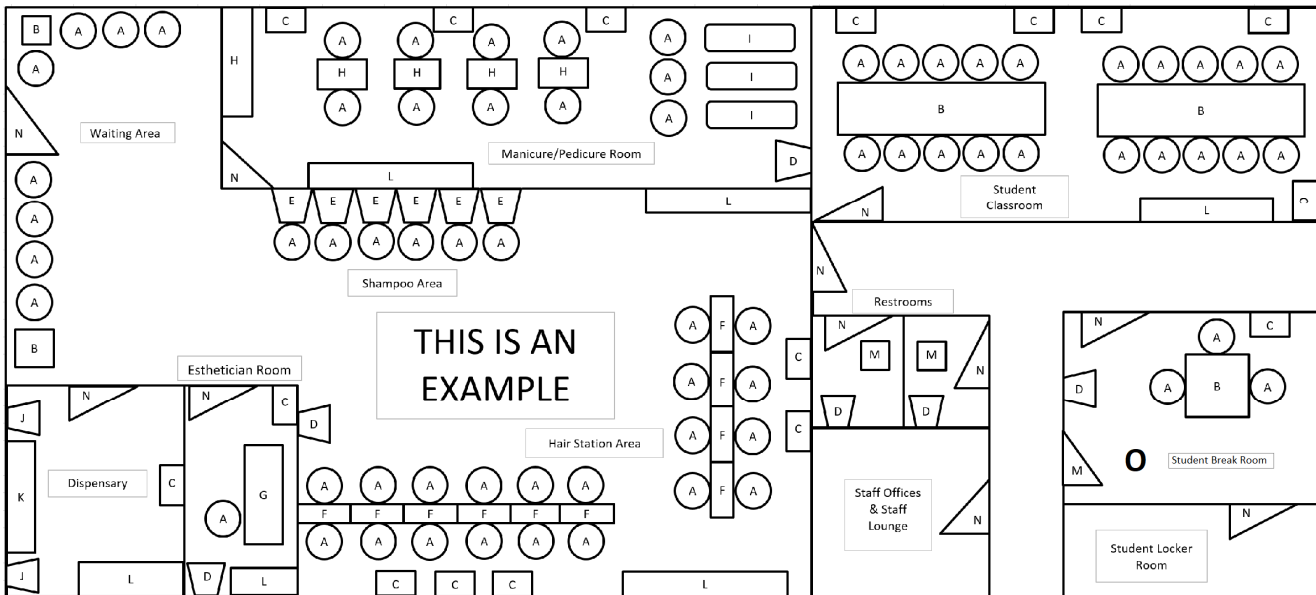 B A A A
A
N
Waiting Area
A
A
A
A
B
H
C C C
A A A A A I
H H H H A I
A A A A A I
Manicure/Pedicure Room
D
N
L
C C C C
A A A A A A A A A A
B B
A A A A A A A A A A
Student
Classroom
C
N
L
E E E E E E L
A A A A A A
Shampoo Area
N
Restrooms
THIS IS AN
EXAMPLE
A F A
C
A F A
A F A
C
A F A
Hair Station Area
D
A A A A A A
F F F F F F
A A A A A A
C C C L
Esthetician Room
N
C
G
A
D L
N
J
K
Dispensary
C
J
L
N
M M
N
D D
Staff Offices
& Staff
Lounge
N
N C
A
D A B A
M O Student Break Room
N
Student Locker
Room